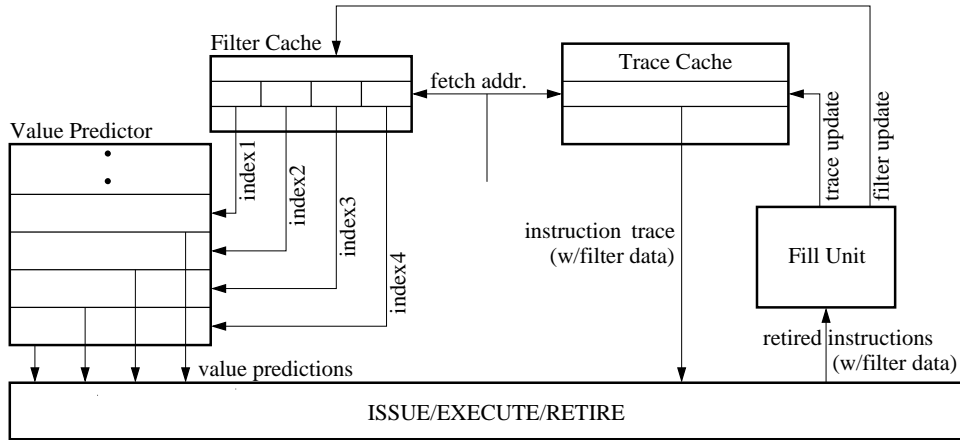 Filter Cache
Trace Cache
fetch addr.
Value Predictor
index1
index2
index3
index4
trace update
filter update
instruction trace
(w/filter data)
Fill Unit
retired instructions
(w/filter data)
value predictions
ISSUE/EXECUTE/RETIRE